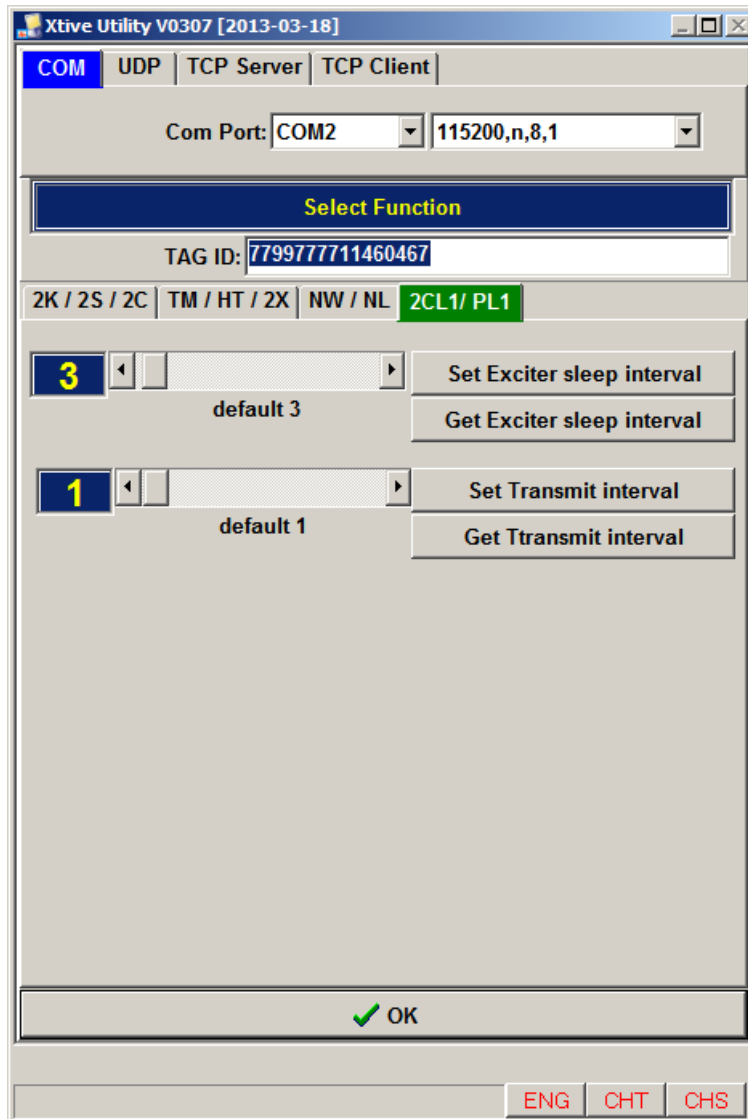 Xtive Utility V0307 [2013-03-18]
COM UDP TCP Server TCP Client
Com Port: COM2 115200,n,8,1
Select Function
TAG ID: 7799777711460467
2K / 2S / 2C TM / HT / 2X NW / NL 2CL1/ PL1
3 Set Exciter sleep interval
default 3 Get Exciter sleep interval
1 Set Transmit interval
default 1 Get Ttransmit interval
OK
ENG CHT CHS